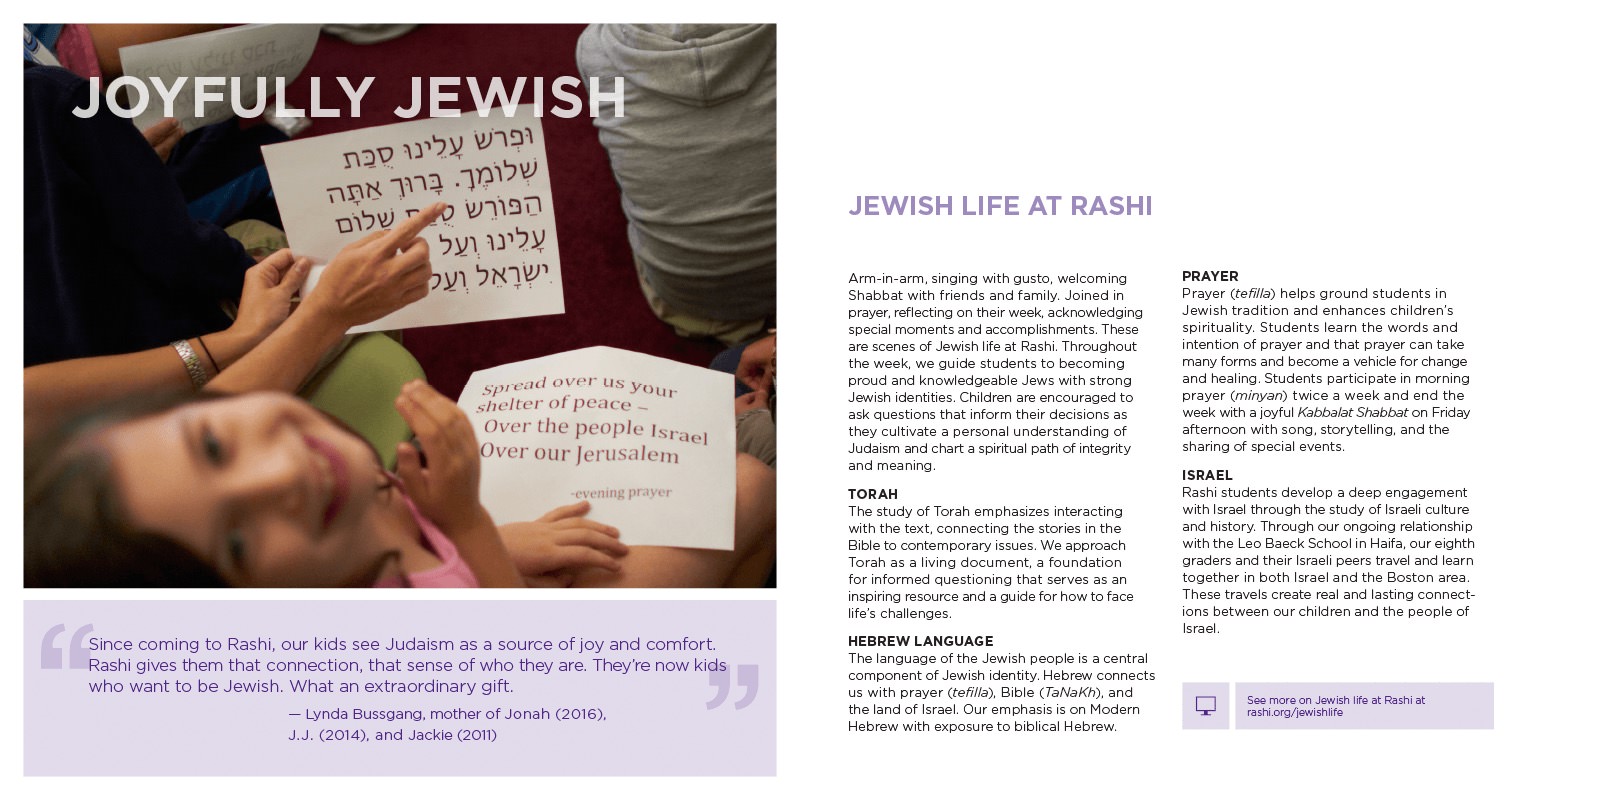 JOYFULLY JEWISH
וּפְרֹשׂ עָלֵינוּ סֻכַּת
שְׁלוֹמֶךָ. בָּרוּךְ אַתָּה
הַפּוֹרֵשׂ סֻכַּת שָׁלוֹם
עָלֵינוּ וְעַל
יִשְׂרָאֵל וְעַל
Spread over us your
shelter of peace –
Over the people Israel
Over our Jerusalem
-evening prayer
“Since coming to Rashi, our kids see Judaism as a source of joy and comfort.
Rashi gives them that connection, that sense of who they are. They’re now kids
who want to be Jewish. What an extraordinary gift.”
— Lynda Bussgang, mother of Jonah (2016),
J.J. (2014), and Jackie (2011)
JEWISH LIFE AT RASHI
Arm-in-arm, singing with gusto, welcoming
Shabbat with friends and family. Joined in
prayer, reflecting on their week, acknowledging
special moments and accomplishments. These
are scenes of Jewish life at Rashi. Throughout
the week, we guide students to becoming
proud and knowledgeable Jews with strong
Jewish identities. Children are encouraged to
ask questions that inform their decisions as
they cultivate a personal understanding of
Judaism and chart a spiritual path of integrity
and meaning.
TORAH
The study of Torah emphasizes interacting
with the text, connecting the stories in the
Bible to contemporary issues. We approach
Torah as a living document, a foundation
for informed questioning that serves as an
inspiring resource and a guide for how to face
life’s challenges.
HEBREW LANGUAGE
The language of the Jewish people is a central
component of Jewish identity. Hebrew connects
us with prayer (tefilla), Bible (TaNaKh), and
the land of Israel. Our emphasis is on Modern
Hebrew with exposure to biblical Hebrew.
PRAYER
Prayer (tefilla) helps ground students in
Jewish tradition and enhances children’s
spirituality. Students learn the words and
intention of prayer and that prayer can take
many forms and become a vehicle for change
and healing. Students participate in morning
prayer (minyan) twice a week and end the
week with a joyful Kabbalat Shabbat on Friday
afternoon with song, storytelling, and the
sharing of special events.
ISRAEL
Rashi students develop a deep engagement
with Israel through the study of Israeli culture
and history. Through our ongoing relationship
with the Leo Baeck School in Haifa, our eighth
graders and their Israeli peers travel and learn
together in both Israel and the Boston area.
These travels create real and lasting connect-
ions between our children and the people of
Israel.
See more on Jewish life at Rashi at
rashi.org/jewishlife